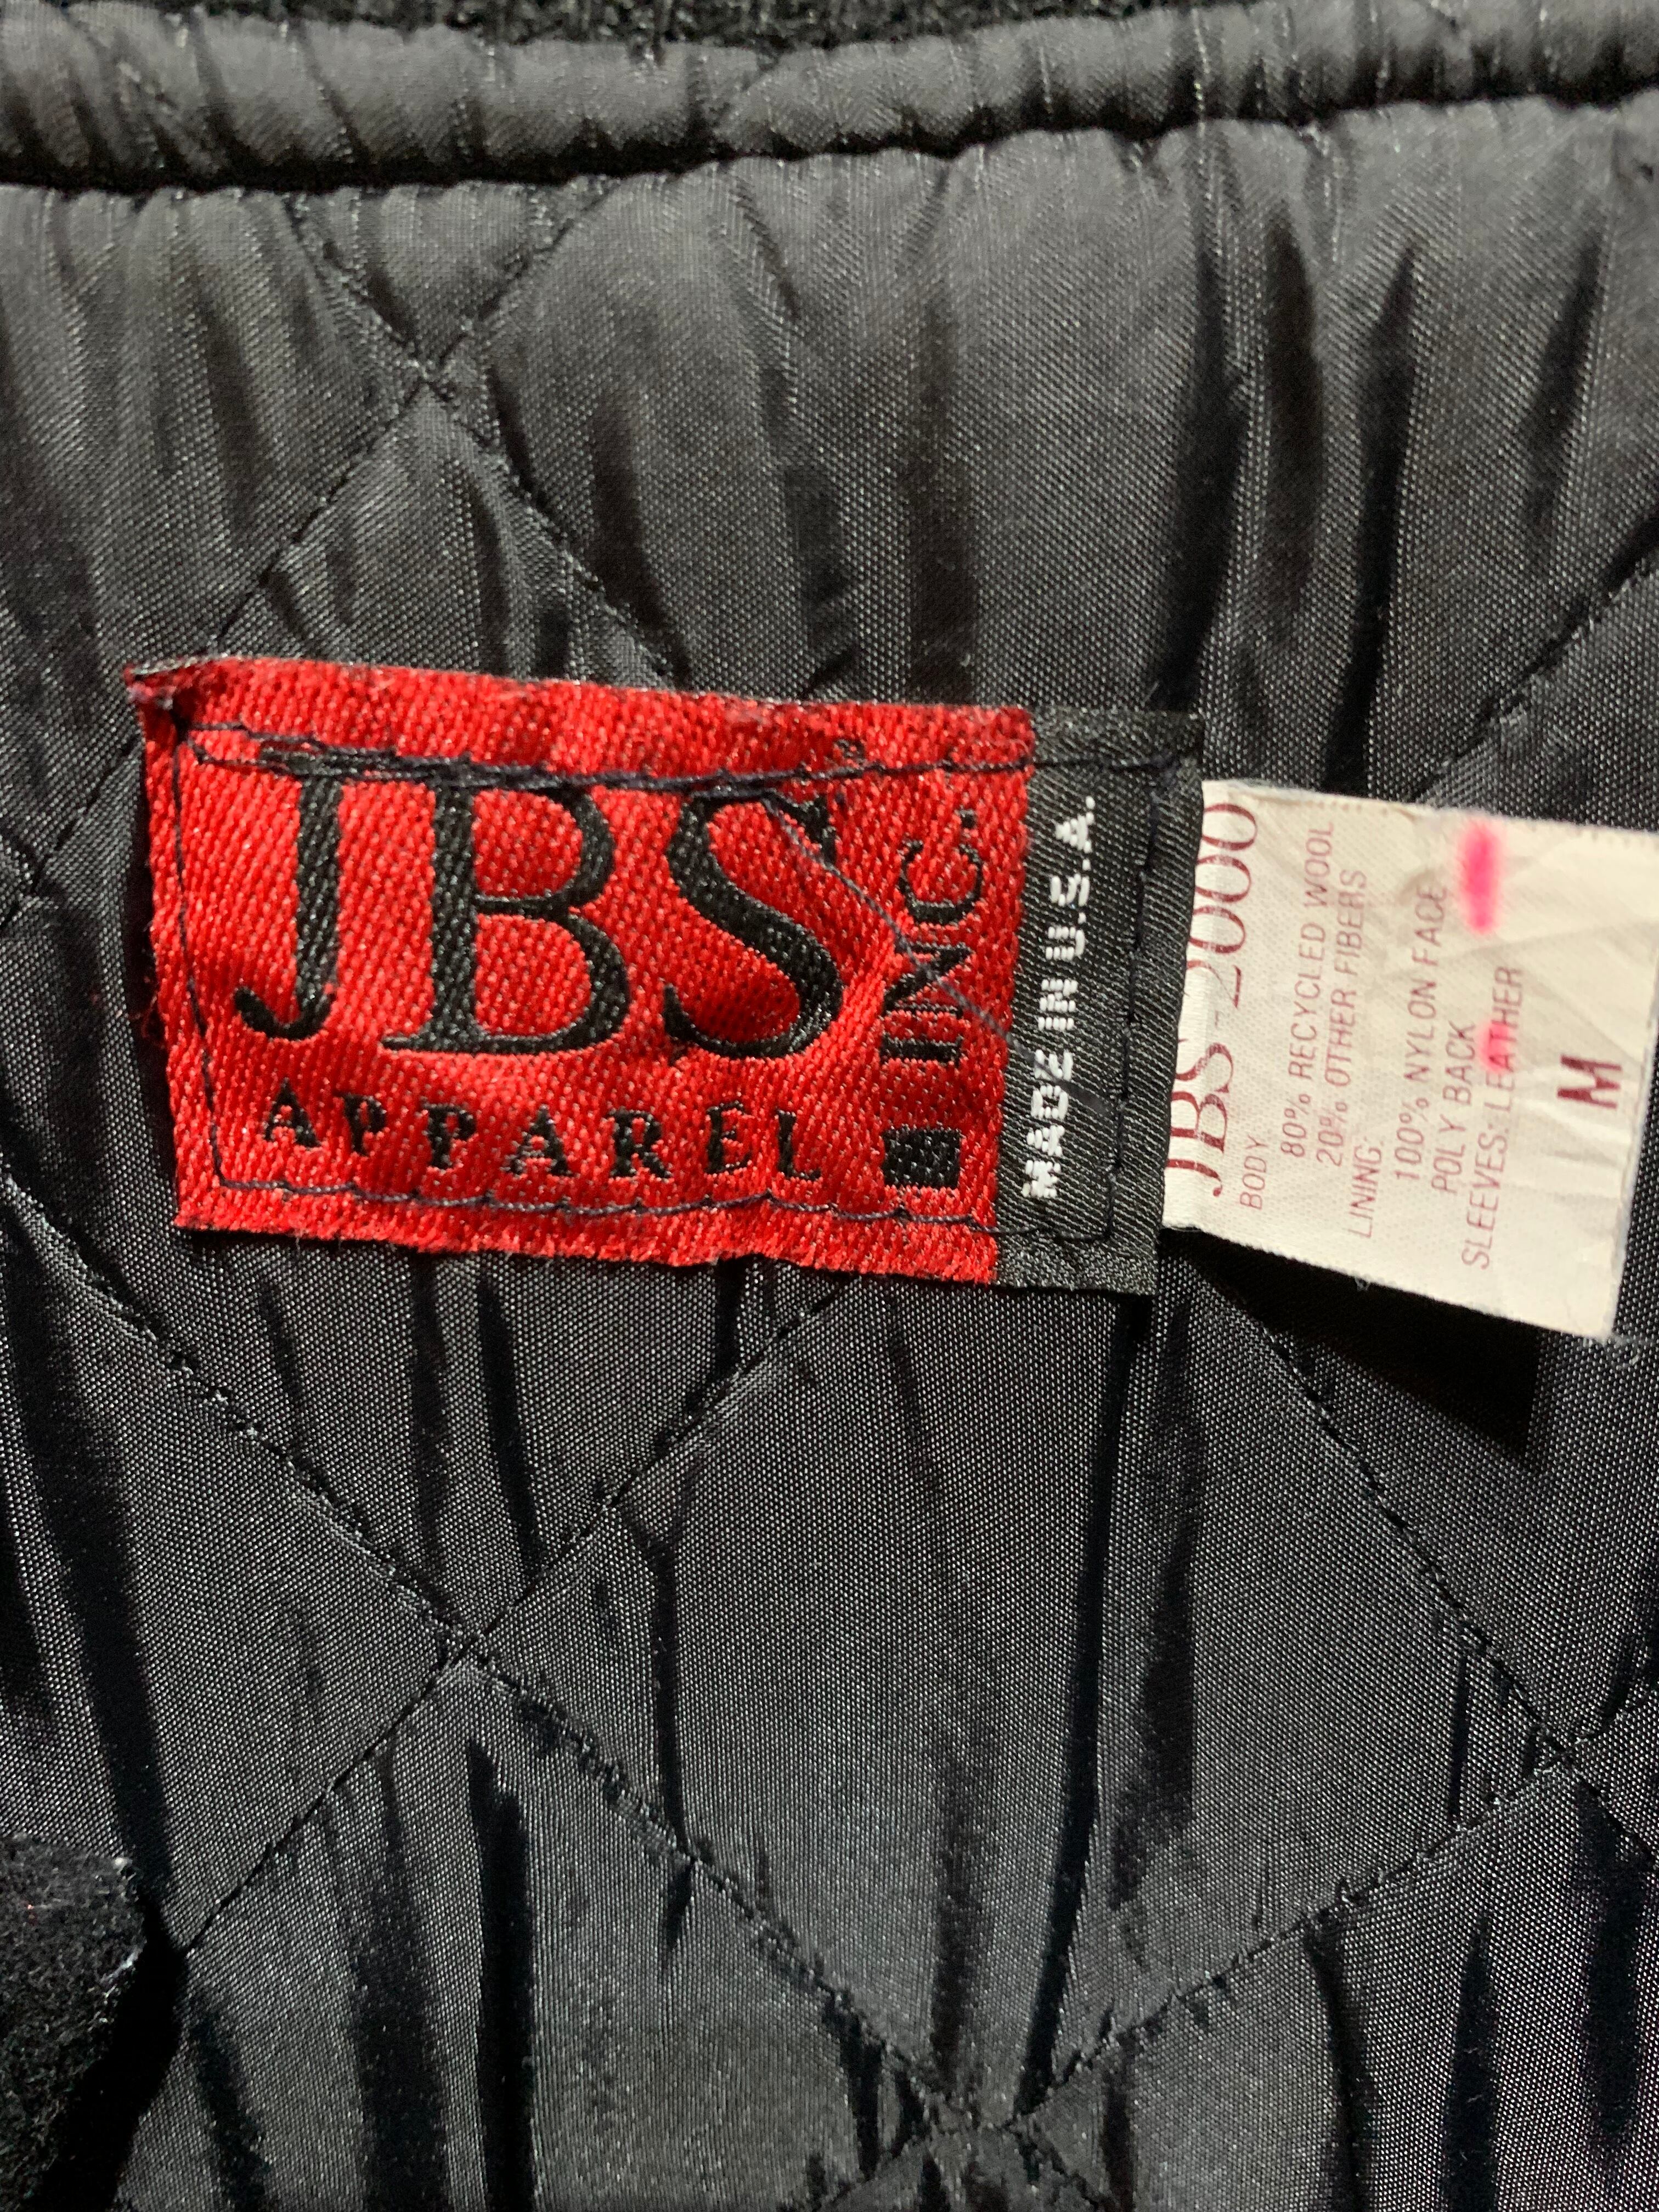 JBS
APPAREL
INC.
MADE IN U.S.A.
JBS-2000
BODY
80% RECYCLED WOOL
20% OTHER FIBERS
LINING:
100% NYLON FACE
POLY BACK
SLEEVES: LEATHER
M